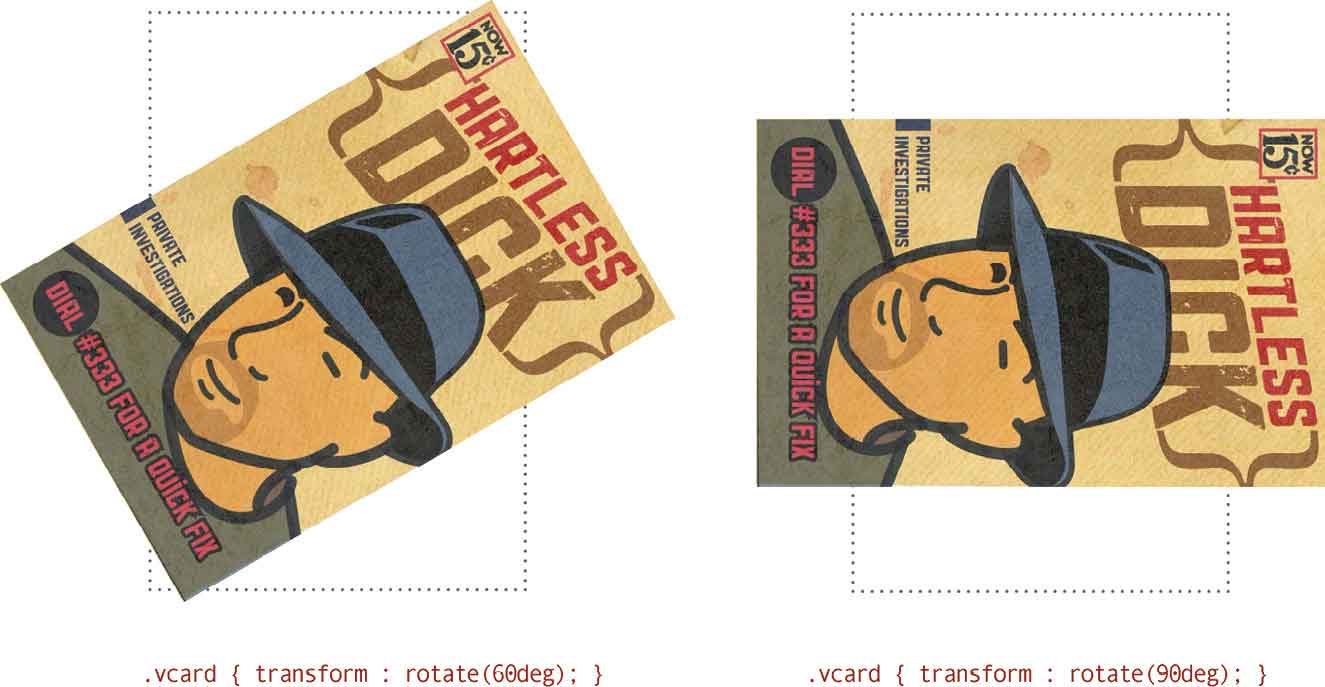 NOW
15¢
HARTLESS
{DICK}
PRIVATE
INVESTIGATIONS
DIAL #333 FOR A QUiCK FIX
NOW
15¢
HARTLESS
{DICK}
PRIVATE
INVESTIGATIONS
DIAL #333 FOR A QUiCK FIX
.vcard { transform : rotate(60deg); }
.vcard { transform : rotate(90deg); }